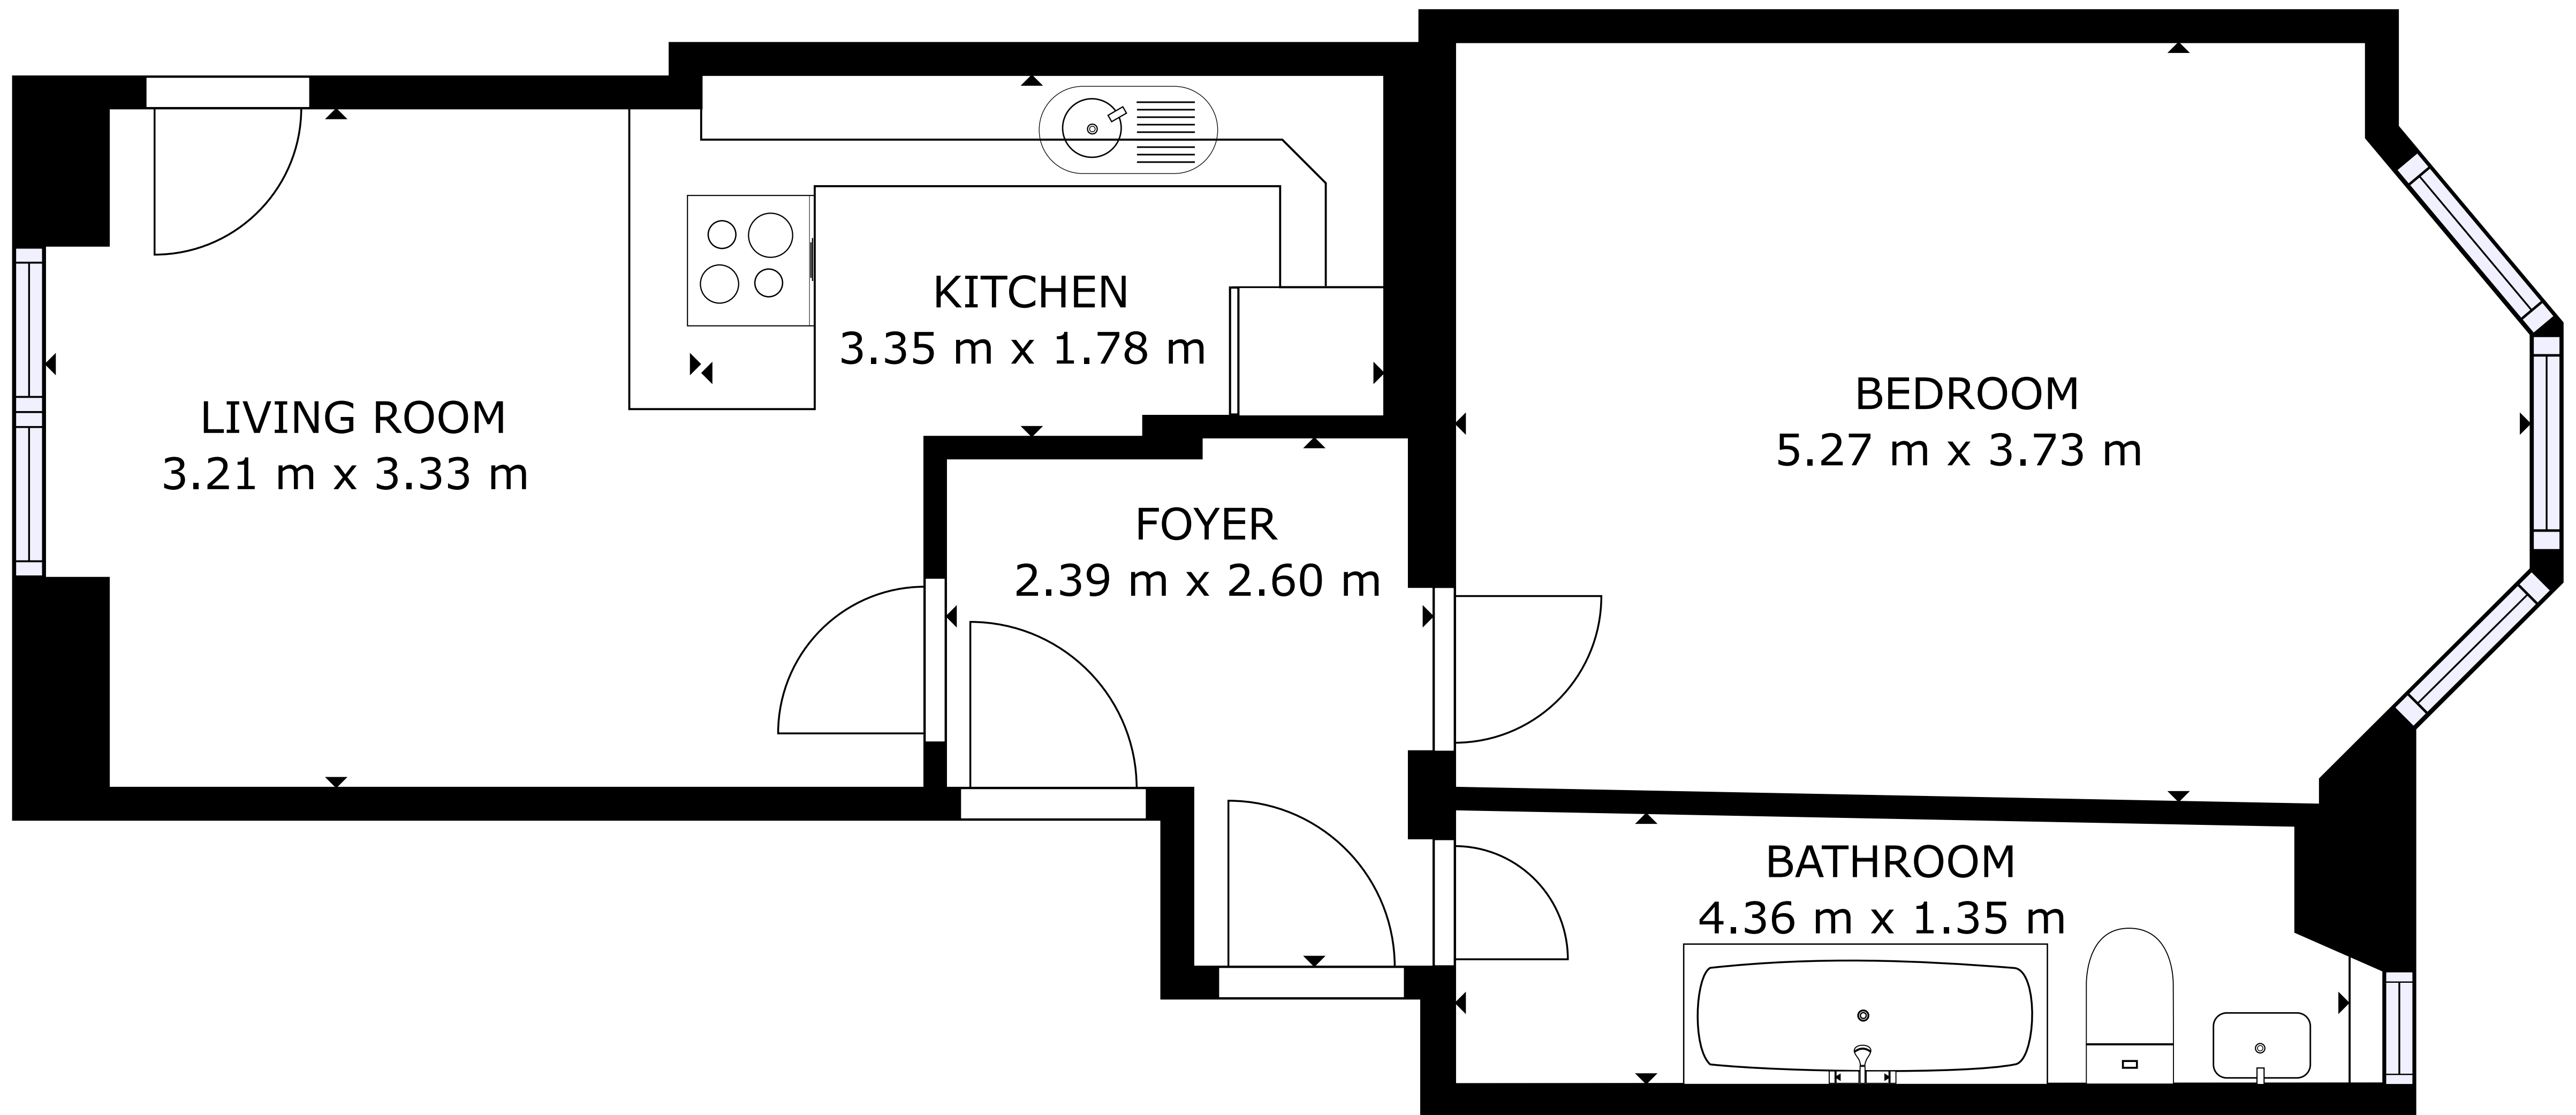 KITCHEN
3.35 m x 1.78 m
LIVING ROOM
3.21 m x 3.33 m
BEDROOM
5.27 m x 3.73 m
FOYER
2.39 m x 2.60 m
BATHROOM
4.36 m x 1.35 m